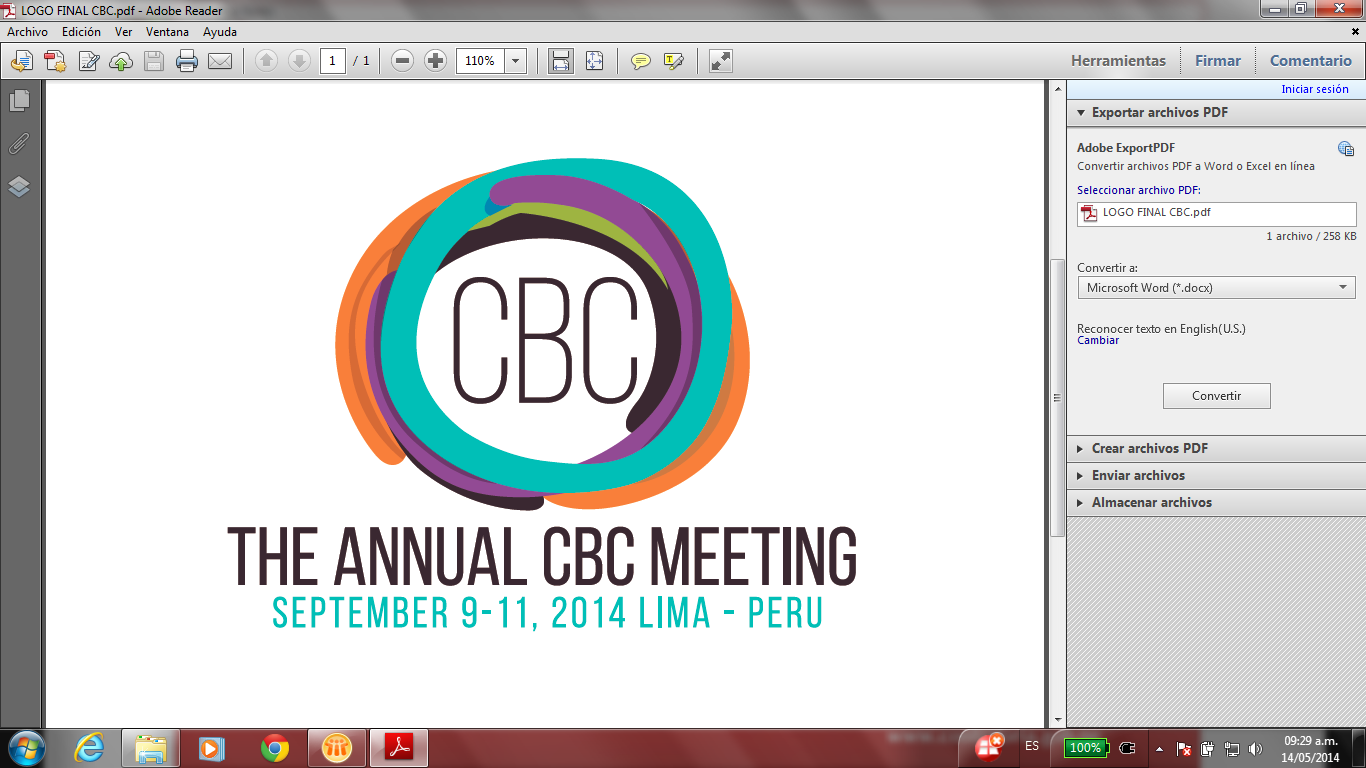 LOGO FINAL CBC.pdf - Adobe Reader
Archivo Edición Ver Ventana Ayuda
1 / 1 110% Herramientas Firmar Comentario
Iniciar sesión
Exportar archivos PDF
Adobe ExportPDF
Convertir archivos PDF a Word o Excel en línea
Seleccionar archivo PDF:
LOGO FINAL CBC.pdf
1 archivo / 258 KB
Convertir a:
Microsoft Word (*.docx)
Reconocer texto en English(U.S.)
Cambiar
Convertir
Crear archivos PDF
Enviar archivos
Almacenar archivos
CBC
THE ANNUAL CBC MEETING
SEPTEMBER 9-11, 2014 LIMA - PERU
ES 100% 09:29 a.m.
14/05/2014